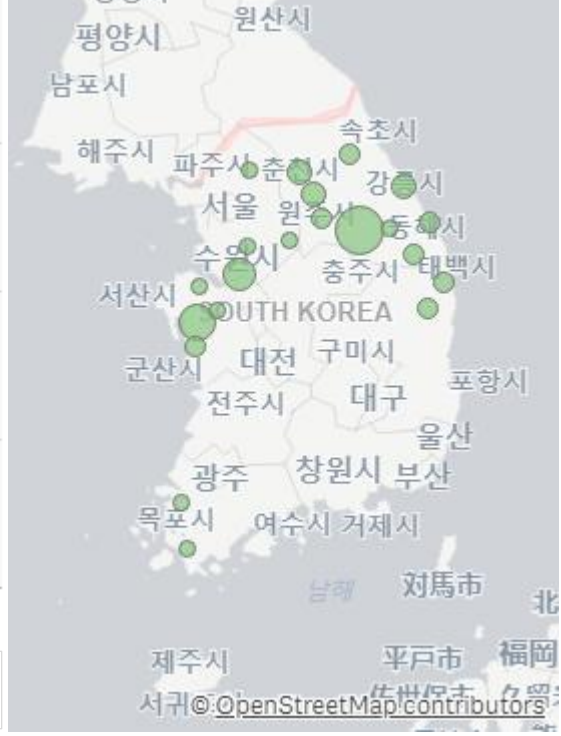 원산시
평양시
남포시
속초시
해주시
파주시
춘천시
강릉시
서울
원주시
동해시
수원시
충주시
태백시
서산시
SOUTH KOREA
구미시
대전
군산시
전주시
대구
포항시
울산
광주
창원시
부산
목포시
여수시
거제시
남해
対馬市
北
제주시
平戸市
福岡
© OpenStreetMap contributors